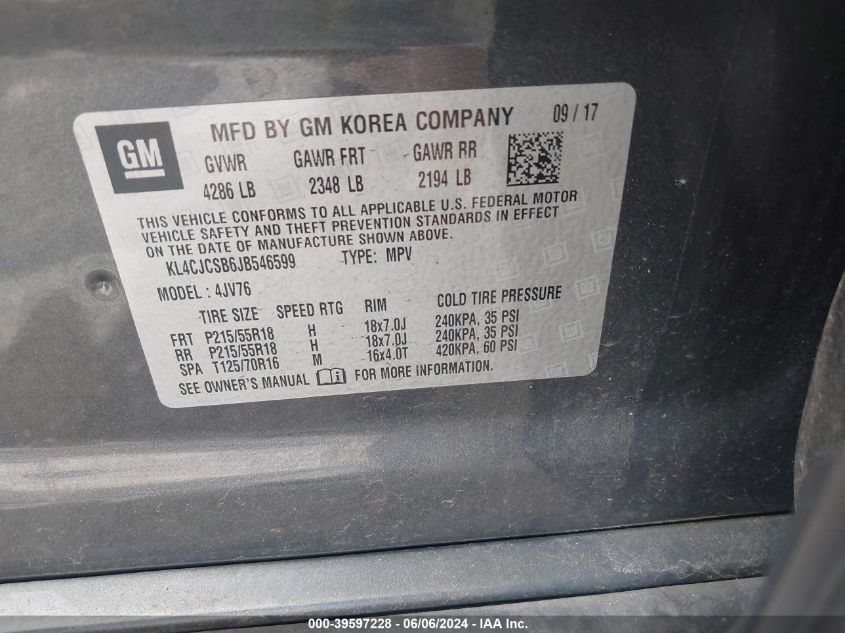 GM
MFD BY GM KOREA COMPANY 09 / 17
GVWR GAWR FRT GAWR RR
4286 LB 2348 LB 2194 LB
THIS VEHICLE CONFORMS TO ALL APPLICABLE U.S. FEDERAL MOTOR
VEHICLE SAFETY AND THEFT PREVENTION STANDARDS IN EFFECT
ON THE DATE OF MANUFACTURE SHOWN ABOVE.
KL4CJCSB6JB546599 TYPE: MPV
MODEL : 4JV76
TIRE SIZE SPEED RTG RIM COLD TIRE PRESSURE
FRT P215/55R18 H 18x7.0J 240KPA, 35 PSI
RR P215/55R18 H 18x7.0J 240KPA, 35 PSI
SPA T125/70R16 M 16x4.0T 420KPA, 60 PSI
SEE OWNER'S MANUAL FOR MORE INFORMATION.
000-39597228 - 06/06/2024 - IAA Inc.